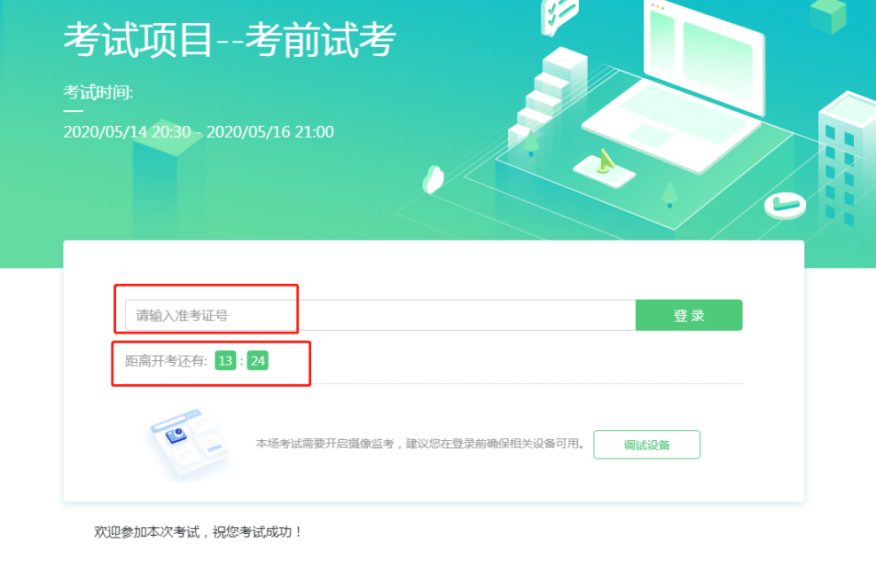 考试项目--考前试考
考试时间:
2020/05/14 20:30 - 2020/05/16 21:00
请输入准考证号
登 录
距离开考还有: 13 : 24
本场考试需要开启摄像监考，建议您在登录前确保相关设备可用。
调试设备
欢迎参加本次考试，祝您考试成功！